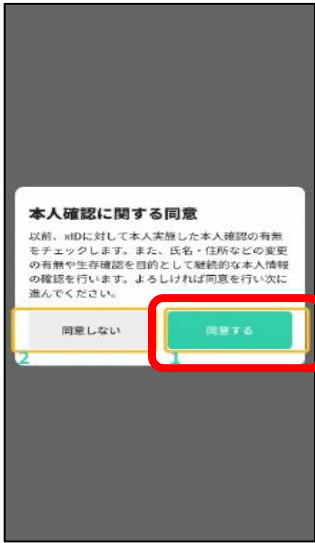 本人確認に関する同意
以前、xIDに対して本人実施した本人確認の有無
をチェックします。また、氏名・住所などの変更
の有無や生存確認を目的として継続的な本人情報
の確認を行います。よろしければ同意を行い次に
進んでください。
同意しない 同意する
2 1